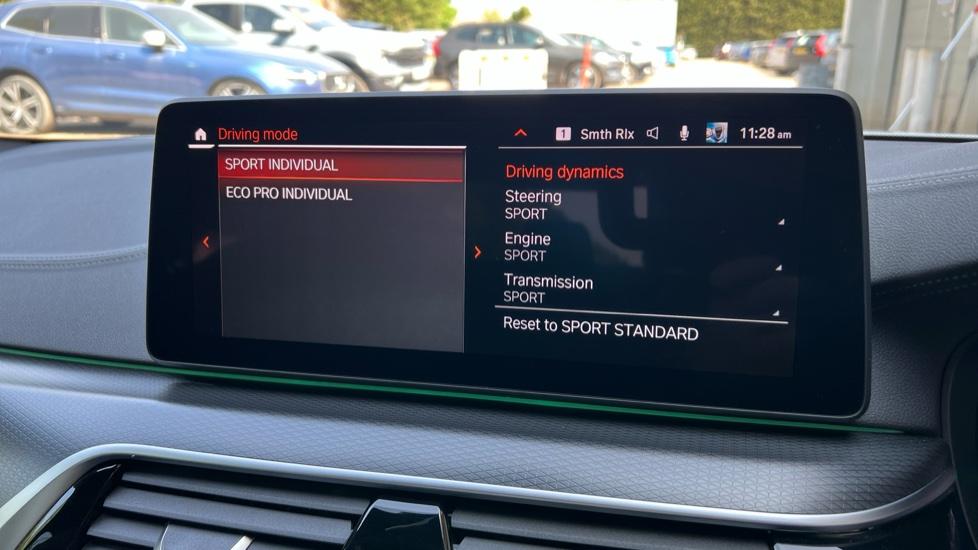 Driving mode
1 Smth Rlx 11:28 am
SPORT INDIVIDUAL
ECO PRO INDIVIDUAL
Driving dynamics
Steering
SPORT
Engine
SPORT
Transmission
SPORT
Reset to SPORT STANDARD